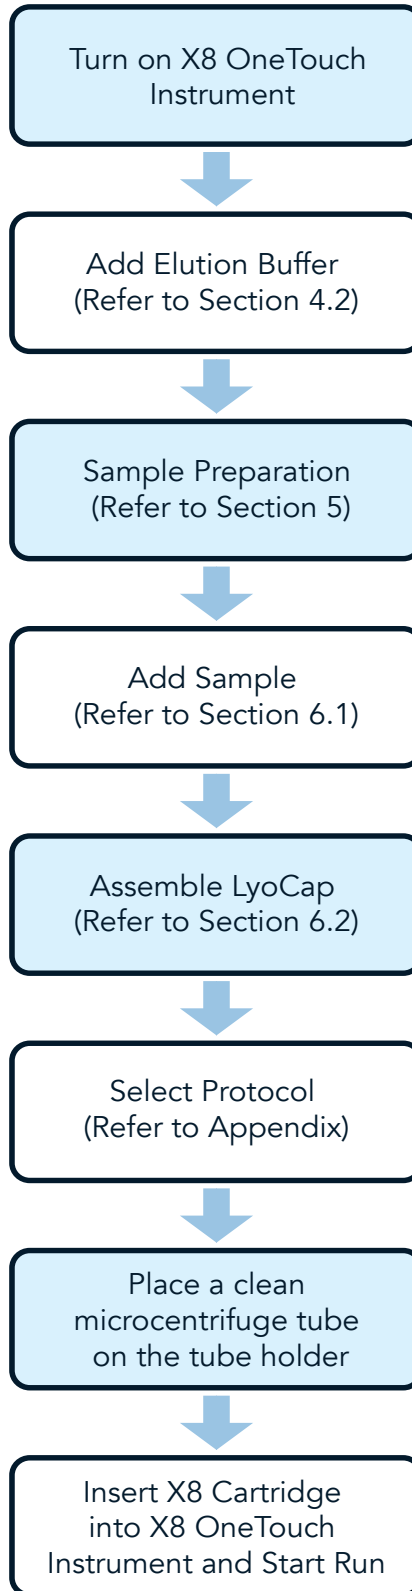 Turn on X8 OneTouch
Instrument
Add Elution Buffer
(Refer to Section 4.2)
Sample Preparation
(Refer to Section 5)
Add Sample
(Refer to Section 6.1)
Assemble LyoCap
(Refer to Section 6.2)
Select Protocol
(Refer to Appendix)
Place a clean
microcentrifuge tube
on the tube holder
Insert X8 Cartridge
into X8 OneTouch
Instrument and Start Run